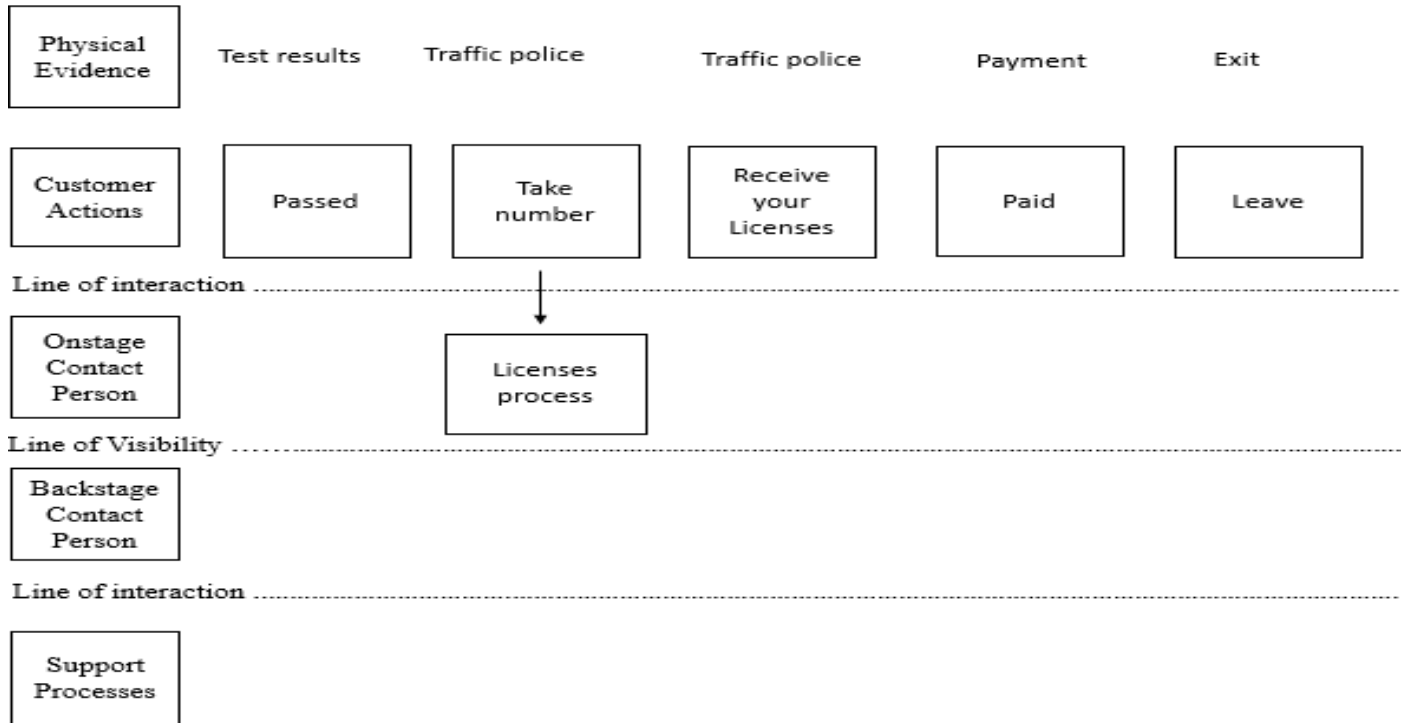 Physical
Evidence
Test results
Traffic police
Traffic police
Payment
Exit
Customer
Actions
Passed
Take
number
Receive
your
Licenses
Paid
Leave
Line of interaction
Onstage
Contact
Person
Licenses
process
Line of Visibility
Backstage
Contact
Person
Line of interaction
Support
Processes